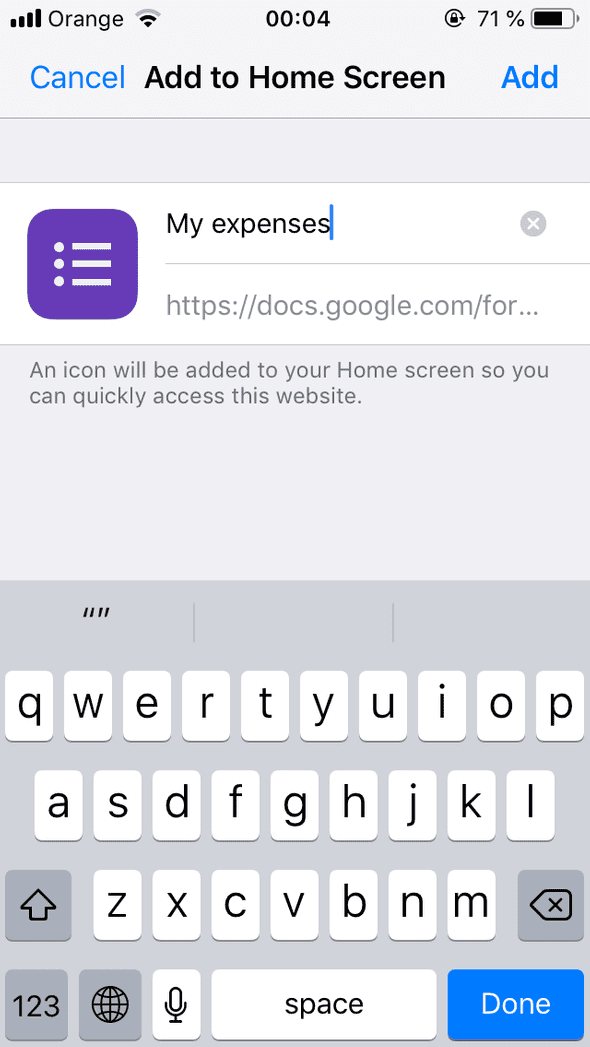 Orange 00:04 71 %
Cancel Add to Home Screen Add
My expenses
https://docs.google.com/for...
An icon will be added to your Home screen so you
can quickly access this website.
“”
q w e r t y u i o p
a s d f g h j k l
z x c v b n m
123 space Done